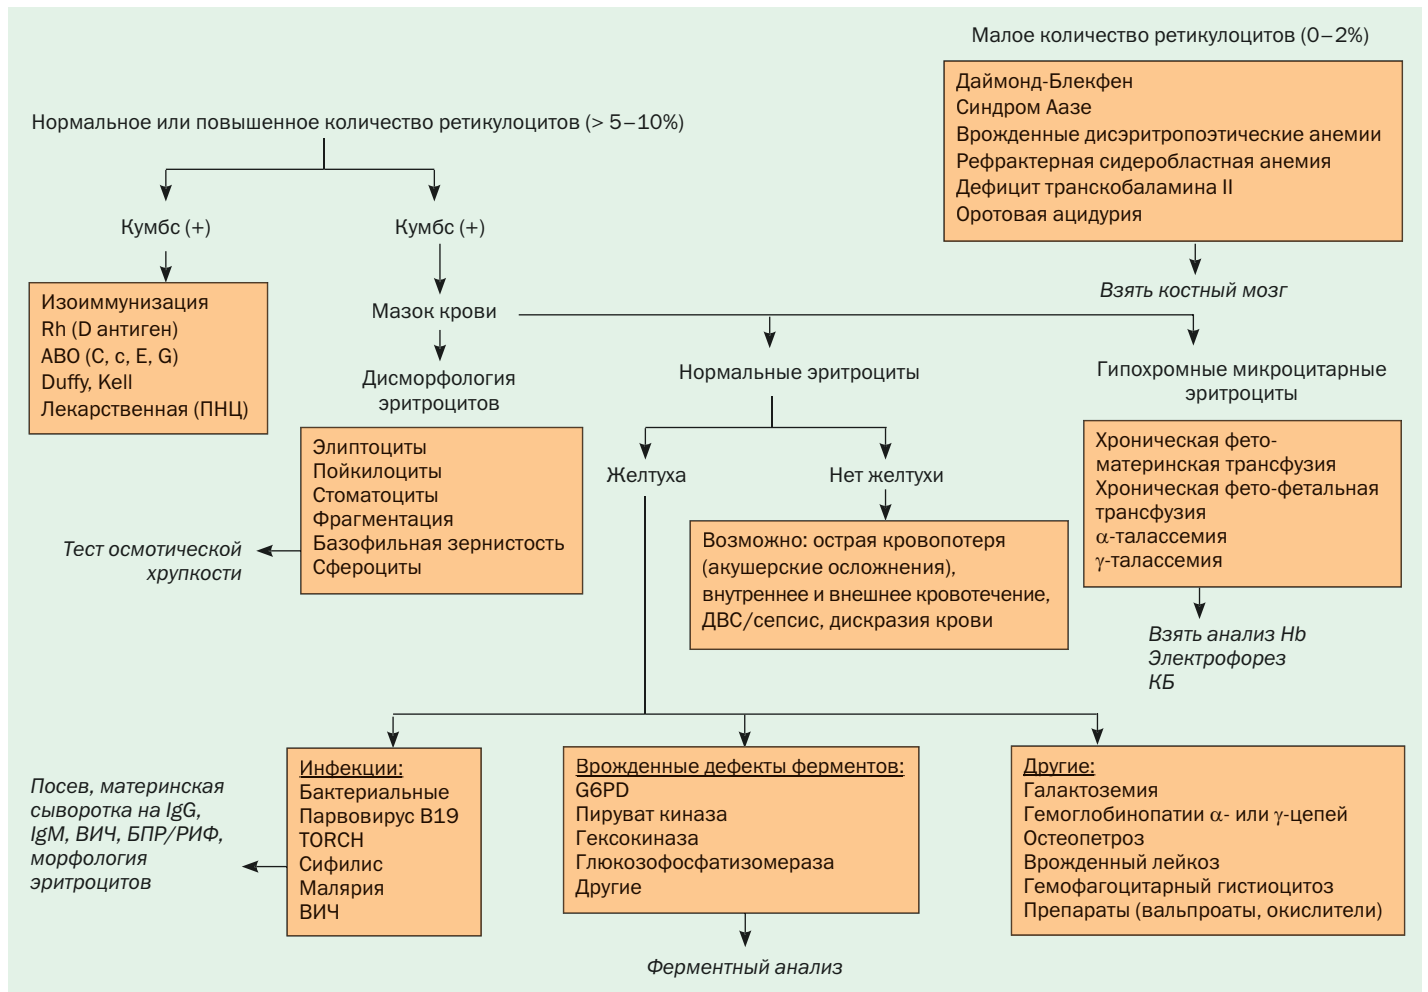 Малое количество ретикулоцитов (0–2%)
Даймонд-Блекфен
Синдром Аазе
Врожденные дисэритропоэтические анемии
Рефрактерная сидеробластная анемия
Дефицит транскобаламина II
Оротовая ацидурия
Взять костный мозг
Нормальное или повышенное количество ретикулоцитов (> 5–10%)
Кумбс (+)
Кумбс (+)
Изоиммунизация
Rh (D антиген)
ABO (C, c, E, G)
Duffy, Kell
Лекарственная (ПНЦ)
Мазок крови
Дисморфология
эритроцитов
Элиптоциты
Пойкилоциты
Стоматоциты
Фрагментация
Базофильная зернистость
Сфероциты
Тест осмотической
хрупкости
Нормальные эритроциты
Желтуха
Нет желтухи
Возможно: острая кровопотеря
(акушерские осложнения),
внутреннее и внешнее кровотечение,
ДВС/сепсис, дискразия крови
Гипохромные микроцитарные
эритроциты
Хроническая фето-
материнская трансфузия
Хроническая фето-фетальная
трансфузия
α-талассемия
γ-талассемия
Взять анализ Hb
Электрофорез
КБ
Инфекции:
Бактериальные
Парвовирус B19
TORCH
Сифилис
Малярия
ВИЧ
Посев, материнская
сыворотка на IgG,
IgM, ВИЧ, БПР/РИФ,
морфология
эритроцитов
Врожденные дефекты ферментов:
G6PD
Пируват киназа
Гексокиназа
Глюкозофосфатизомераза
Другие
Ферментный анализ
Другие:
Галактоземия
Гемоглобинопатии α- или γ-цепей
Остеопетроз
Врожденный лейкоз
Гемофагоцитарный гистиоцитоз
Препараты (вальпроаты, окислители)